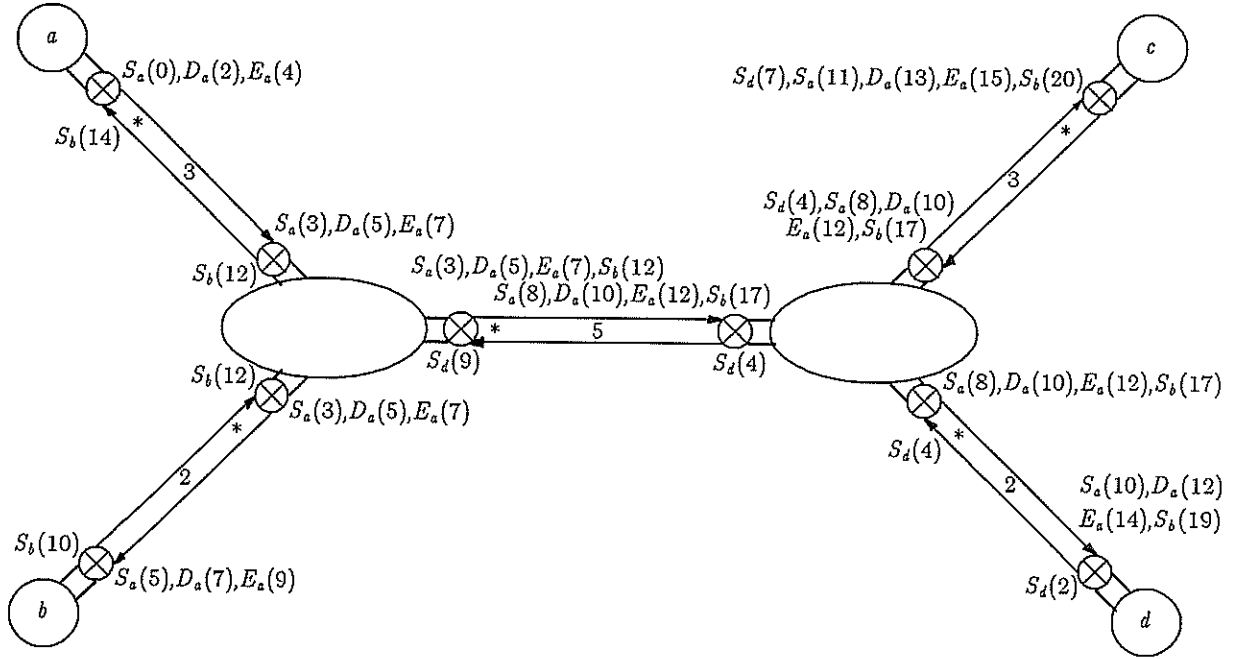 a
c
S_a(0),D_a(2),E_a(4)
S_d(7),S_a(11),D_a(13),E_a(15),S_b(20)
*
*
S_b(14)
3
3
S_d(4),S_a(8),D_a(10)
S_a(3),D_a(5),E_a(7)
E_a(12),S_b(17)
S_b(12)
S_a(3),D_a(5),E_a(7),S_b(12)
S_a(8),D_a(10),E_a(12),S_b(17)
*
5
S_d(9)
S_d(4)
S_b(12)
S_a(8),D_a(10),E_a(12),S_b(17)
S_a(3),D_a(5),E_a(7)
*
*
S_d(4)
2
2
S_a(10),D_a(12)
E_a(14),S_b(19)
S_b(10)
S_a(5),D_a(7),E_a(9)
S_d(2)
b
d